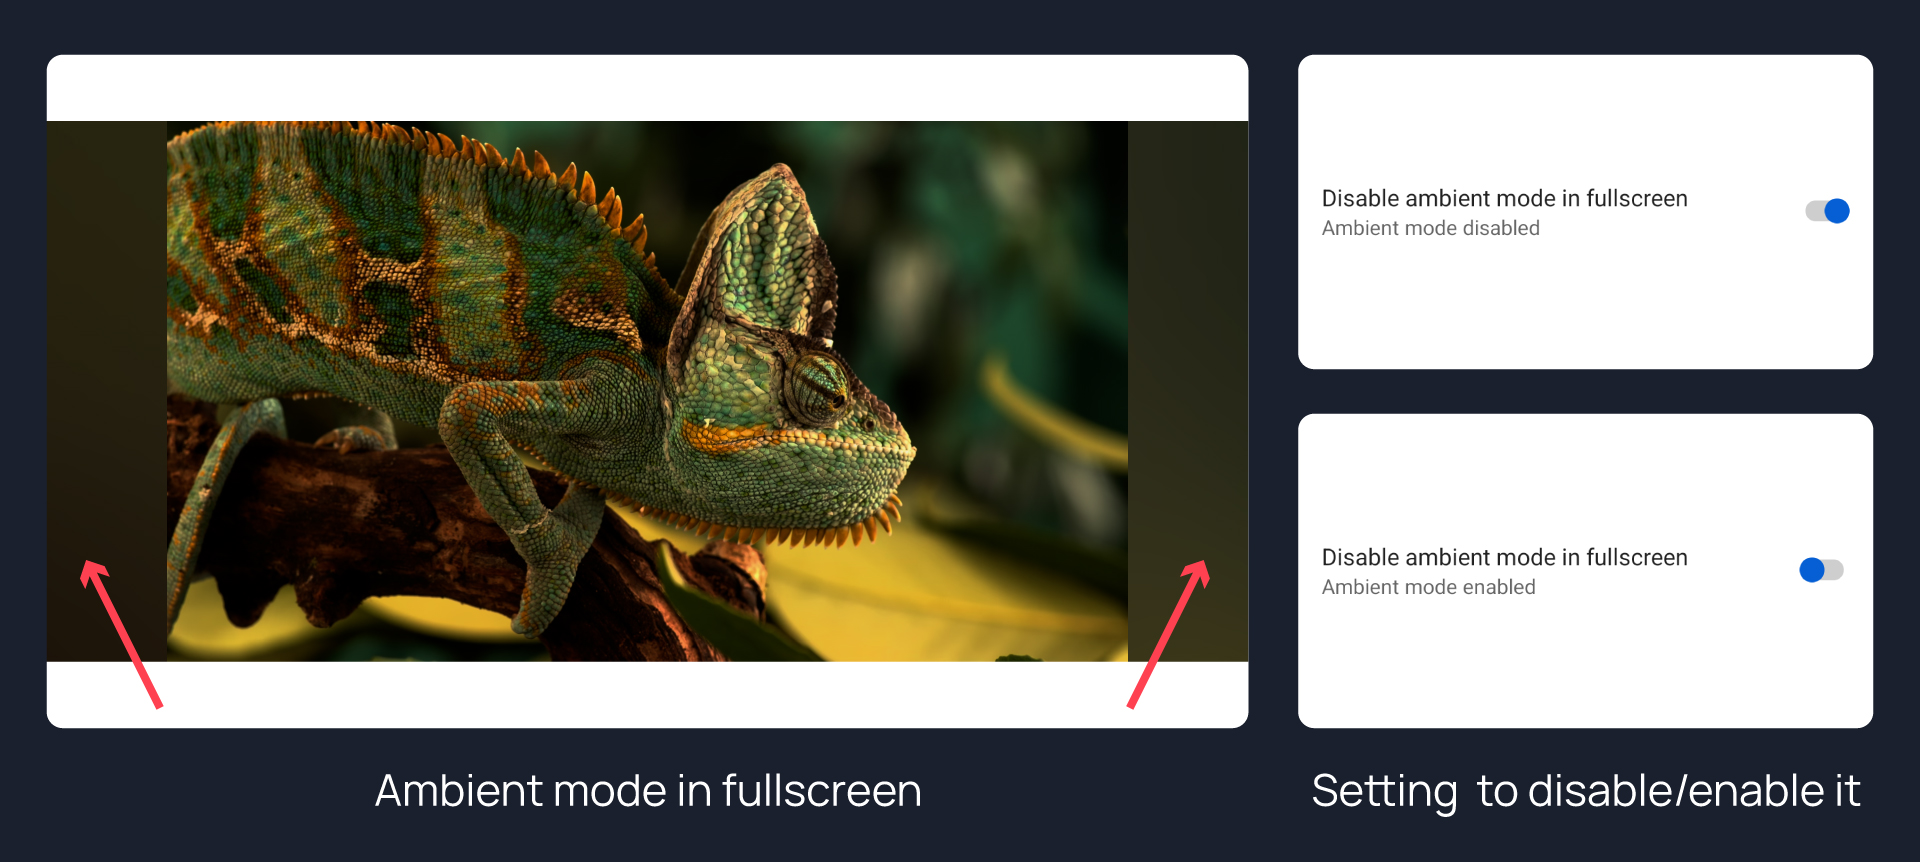 Disable ambient mode in fullscreen
Ambient mode disabled
Disable ambient mode in fullscreen
Ambient mode enabled
Ambient mode in fullscreen
Setting  to disable/enable it